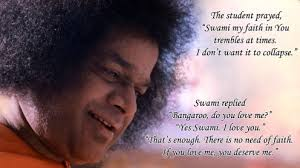 The student prayed,
"Swami my faith in You
trembles at times.
I don't want it to collapse."
Swami replied
"Bangaroo, do you love me?"
"Yes Swami. I love you."
"That's enough. There is no need of faith.
If you love me, you deserve me."